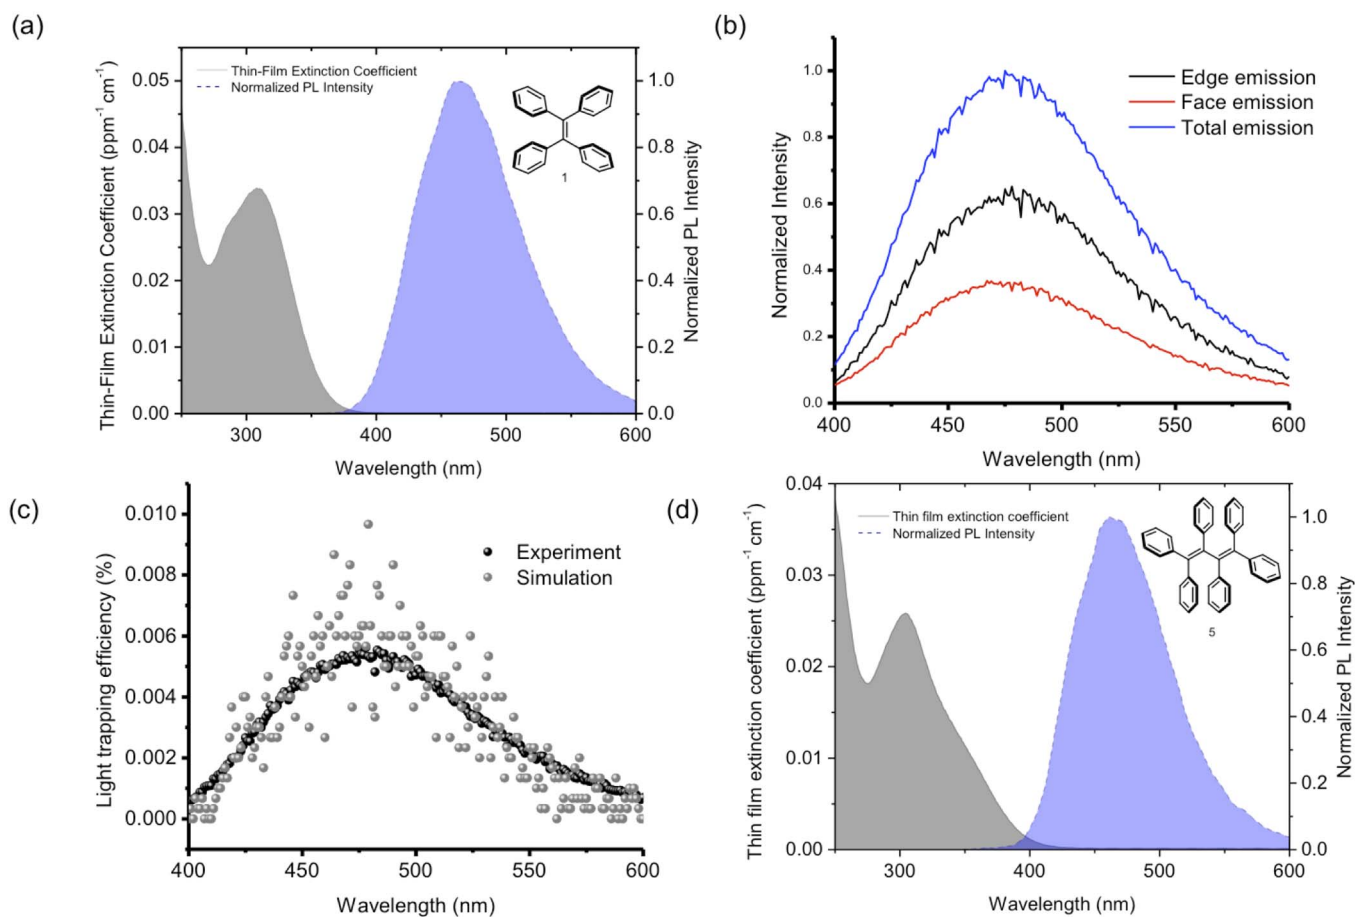 (a)
Thin-Film Extinction Coefficient (ppm⁻¹ cm⁻¹)
0.05
0.04
0.03
0.02
0.01
0.00
Thin-Film Extinction Coefficient
Normalized PL Intensity
1
1.0
0.8
0.6
0.4
0.2
0.0
Normalized PL Intensity
300
400
500
600
Wavelength (nm)
(b)
Normalized Intensity
1.0
0.8
0.6
0.4
0.2
0.0
Edge emission
Face emission
Total emission
400
450
500
550
600
Wavelength (nm)
(c)
Light trapping efficiency (%)
0.010
0.008
0.006
0.004
0.002
0.000
Experiment
Simulation
400
450
500
550
600
Wavelength (nm)
(d)
Thin film extinction coefficient (ppm⁻¹ cm⁻¹)
0.04
0.03
0.02
0.01
0.00
Thin film extinction coefficient
Normalized PL Intensity
5
1.0
0.8
0.6
0.4
0.2
0.0
Normalized PL Intensity
300
400
500
600
Wavelength (nm)